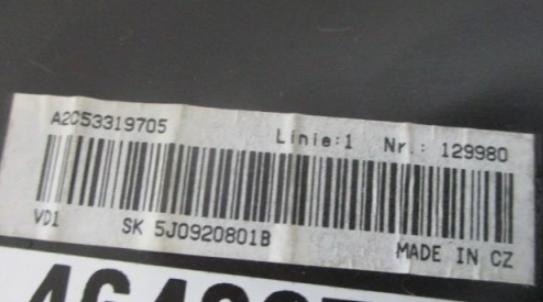 A2C53319705 Linie:1 Nr.: 129980
VD1 SK 5J0920801B MADE IN CZ